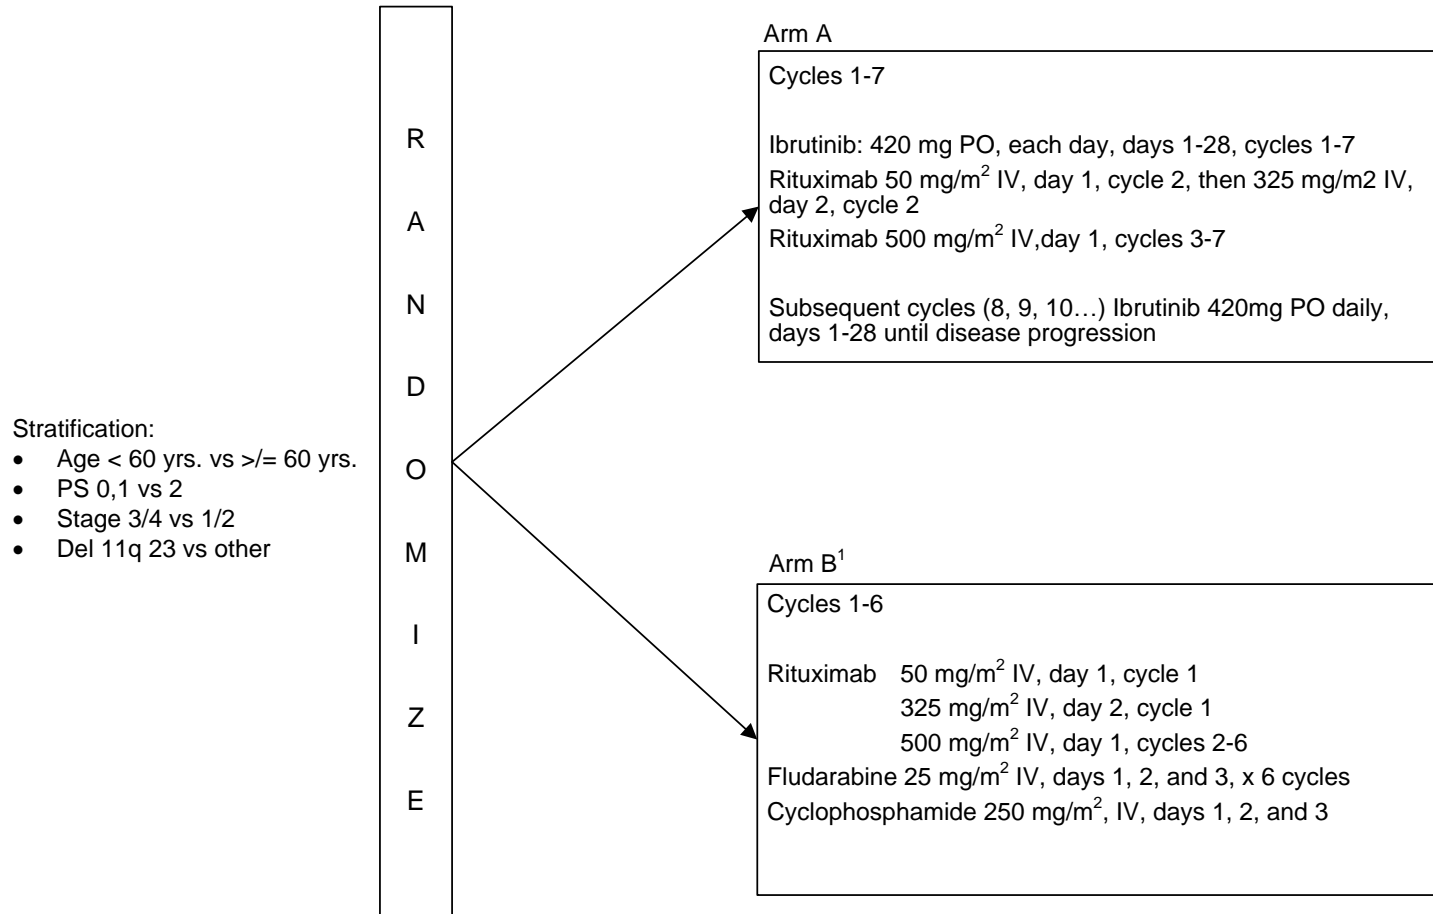 Stratification:
• Age < 60 yrs. vs >/= 60 yrs.
• PS 0,1 vs 2
• Stage 3/4 vs 1/2
• Del 11q 23 vs other
R
A
N
D
O
M
I
Z
E
Arm A
Cycles 1-7
Ibrutinib: 420 mg PO, each day, days 1-28, cycles 1-7
Rituximab 50 mg/m² IV, day 1, cycle 2, then 325 mg/m2 IV,
day 2, cycle 2
Rituximab 500 mg/m² IV,day 1, cycles 3-7
Subsequent cycles (8, 9, 10…) Ibrutinib 420mg PO daily,
days 1-28 until disease progression
Arm B¹
Cycles 1-6
Rituximab 50 mg/m² IV, day 1, cycle 1
325 mg/m² IV, day 2, cycle 1
500 mg/m² IV, day 1, cycles 2-6
Fludarabine 25 mg/m² IV, days 1, 2, and 3, x 6 cycles
Cyclophosphamide 250 mg/m², IV, days 1, 2, and 3